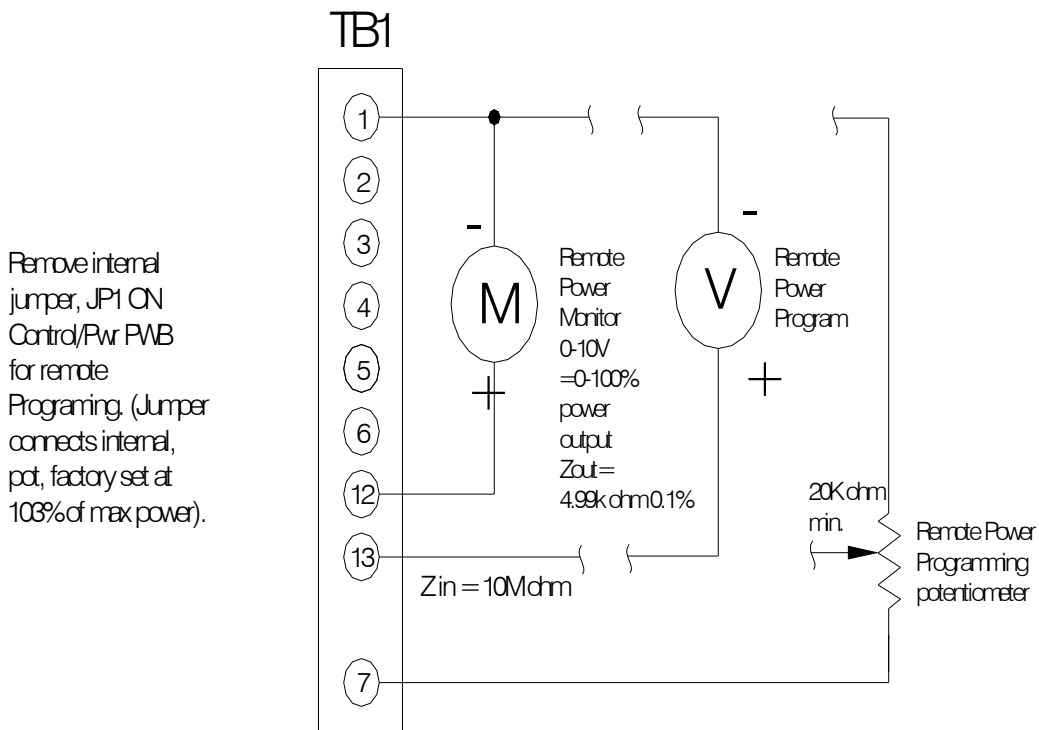 TB1
1
2
3
4
5
6
12
13
7
Remove internal
jumper, JP1 ON
Control/Pwr PWB
for remote
Programing. (Jumper
connects internal,
pot, factory set at
103% of max power).
-
M
+
Remote
Power
Monitor
0-10V
=0-100%
power
output
Zout=
4.99k ohm 0.1%
-
V
+
Remote
Power
Program
Zin = 10M ohm
20K ohm
min.
Remote Power
Programming
potentiometer